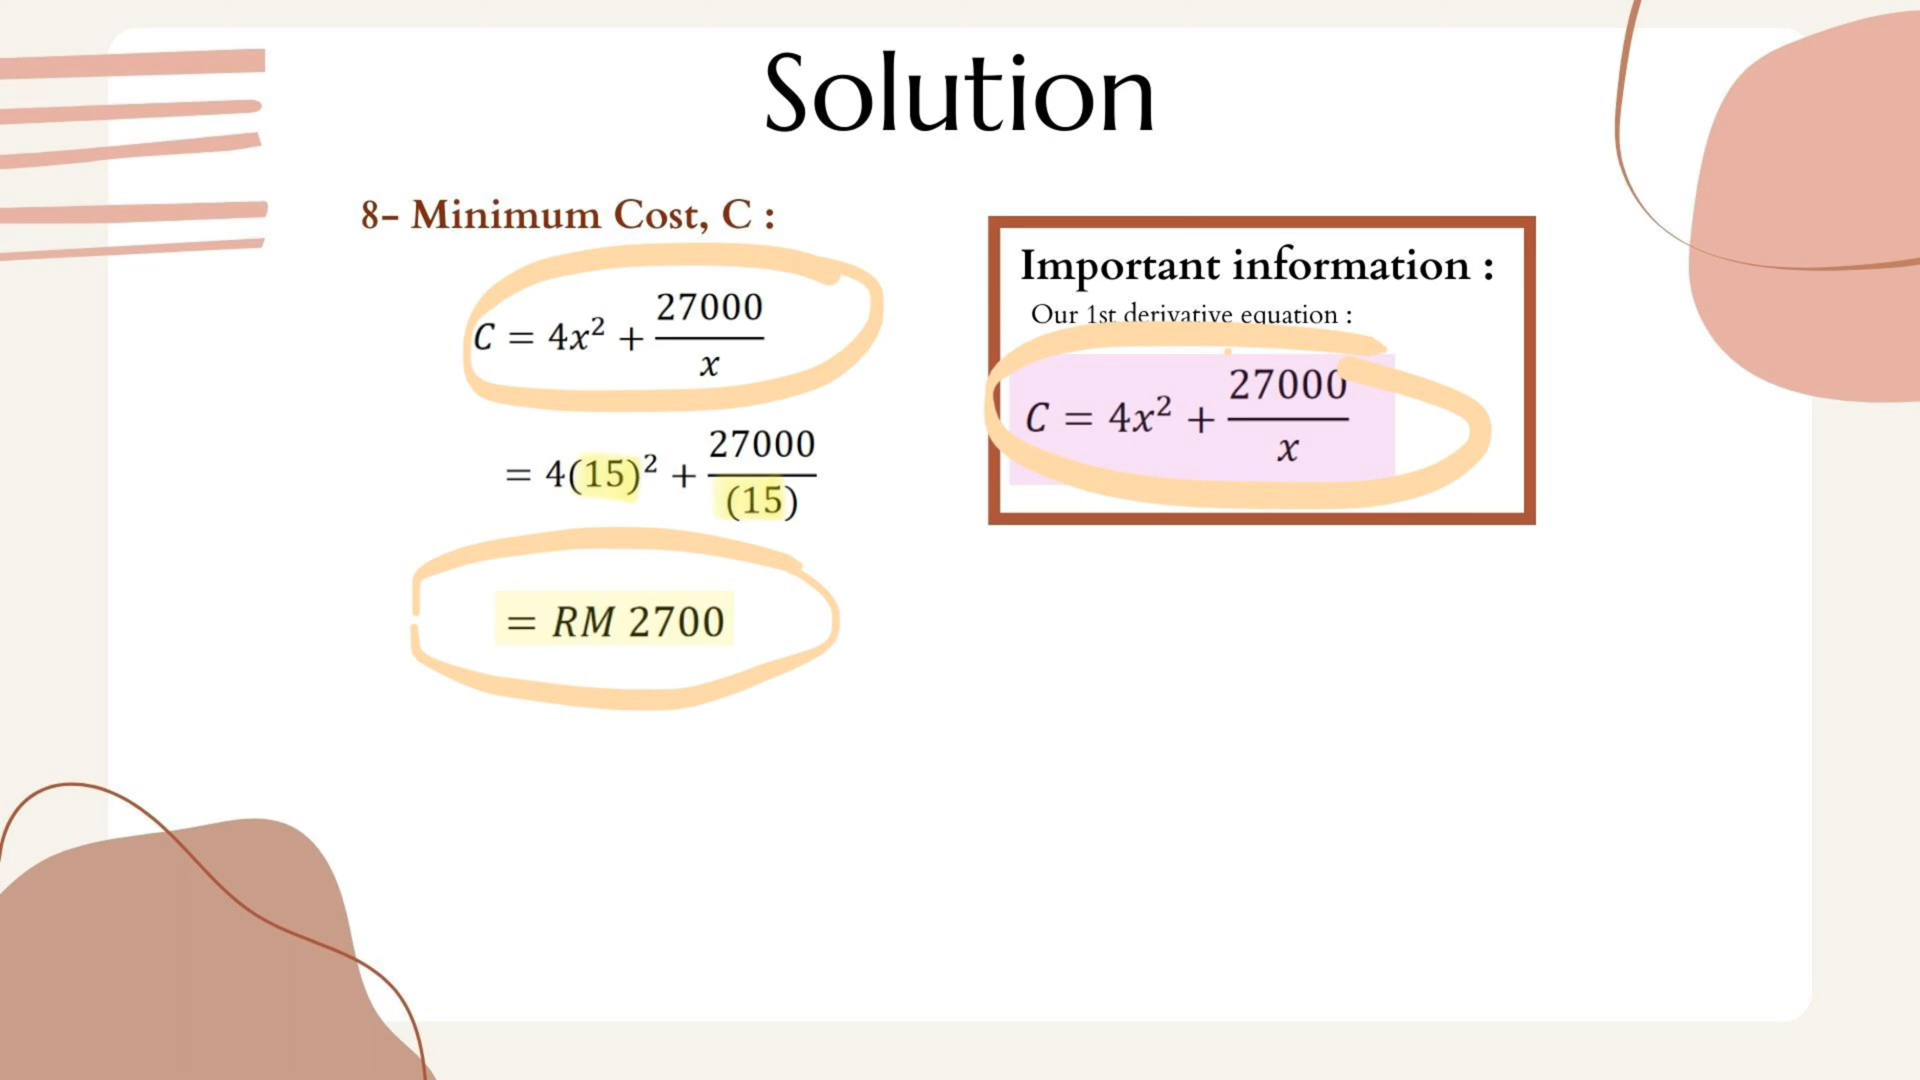 Solution
8- Minimum Cost, C :
C = 4x² + 27000/x
= 4(15)² + 27000/(15)
= RM 2700
Important information :
Our 1st derivative equation :
C = 4x² + 27000/x